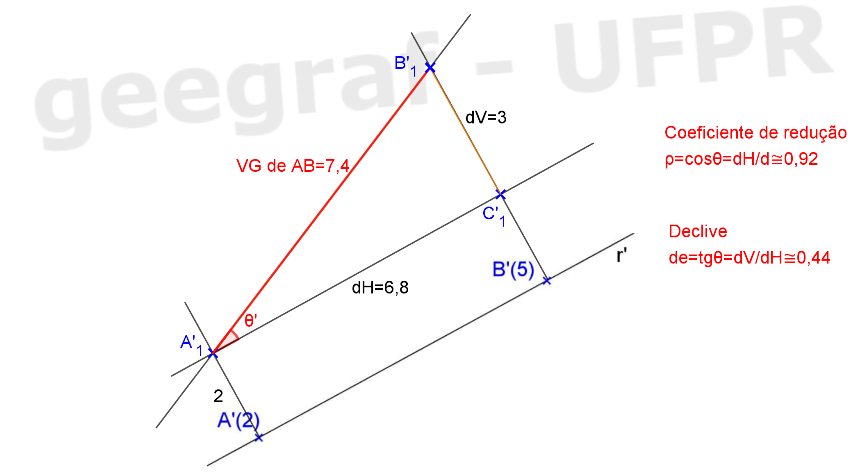 geegraf - UFPR
B'₁
dV=3
Coeficiente de redução
ρ=cosθ=dH/d≅0,92
VG de AB=7,4
C'₁
Declive
de=tgθ=dV/dH≅0,44
r'
B'(5)
dH=6,8
θ'
A'₁
2
A'(2)